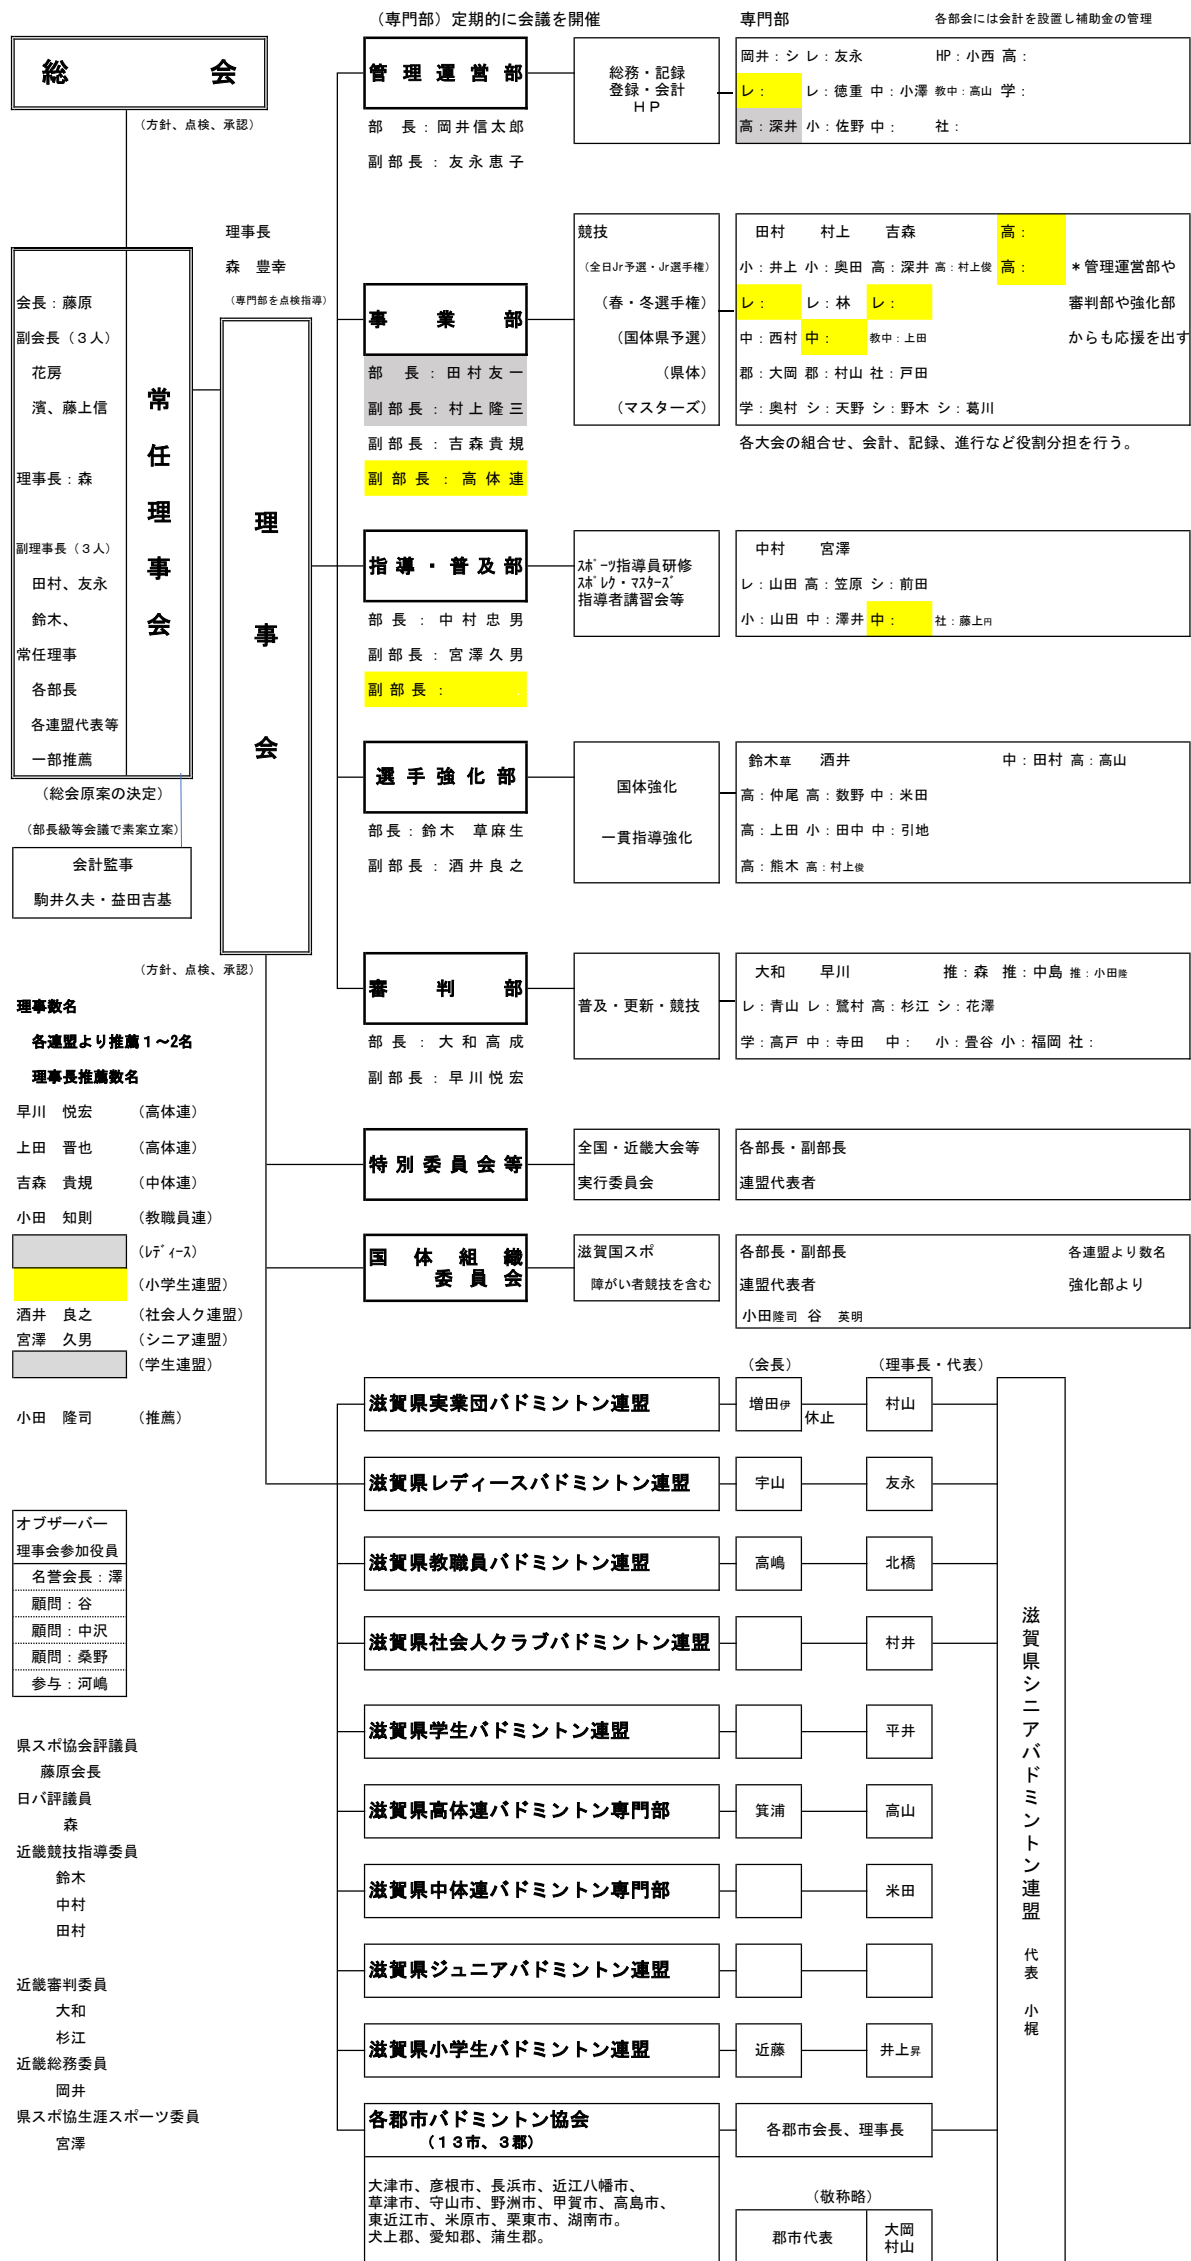 （専門部）定期的に会議を開催
専門部
各部会には会計を設置し補助金の管理
総　会
（方針、点検、承認）
管理運営部
部　長：岡井信太郎
副部長：友永恵子
総務・記録
登録・会計
ＨＰ
岡井：シ レ：友永 HP：小西 高：
レ： レ：徳重 中：小澤 教中：高山 学：
高：深井 小：佐野 中： 社：
理事長
森　豊幸
（専門部を点検指導）
会長：藤原
副会長（３人）
花房
濱、藤上信
理事長：森
副理事長（３人）
田村、友永
鈴木、
常任理事
各部長
各連盟代表等
一部推薦
常任理事会
（総会原案の決定）
（部長級等会議で素案立案）
会計監事
駒井久夫・益田吉基
理事会
（方針、点検、承認）
事　業　部
部　長：田村友一
副部長：村上隆三
副部長：吉森貴規
副部長：高体連
競技
（全日Jr予選・Jr選手権）
（春・冬選手権）
（国体県予選）
（県体）
（マスターズ）
田村 村上 吉森 高：
小：井上 小：奥田 高：深井 高：村上俊 高： ＊管理運営部や
レ： レ：林 レ： 審判部や強化部
中：西村 中： 教中：上田 からも応援を出す
郡：大岡 郡：村山 社：戸田
学：奥村 シ：天野 シ：野木 シ：葛川
各大会の組合せ、会計、記録、進行など役割分担を行う。
指導・普及部
部長：中村忠男
副部長：宮澤久男
副部長：
ｽﾎﾟｰﾂ指導員研修
ｽﾎﾟﾚｸ・ﾏｽﾀｰｽﾞ
指導者講習会等
中村 宮澤
レ：山田 高：笠原 シ：前田
小：山田 中：澤井 中： 社：藤上円
選手強化部
部長：鈴木　草麻生
副部長：酒井良之
国体強化
一貫指導強化
鈴木草 酒井 中：田村 高：高山
高：仲尾 高：数野 中：米田
高：上田 小：田中 中：引地
高：熊木 高：村上俊
審　判　部
部長：大和高成
副部長：早川悦宏
普及・更新・競技
大和 早川 推：森 推：中島 推：小田隆
レ：青山 レ：鷺村 高：杉江 シ：花澤
学：高戸 中：寺田 中： 小：畳谷 小：福岡 社：
理事数名
各連盟より推薦１～2名
理事長推薦数名
早川　悦宏 （高体連）
上田　晋也 （高体連）
吉森　貴規 （中体連）
小田　知則 （教職員連）
（ﾚﾃﾞｨｰｽ）
（小学生連盟）
酒井　良之 （社会人ク連盟）
宮澤　久男 （シニア連盟）
（学生連盟）
小田　隆司 （推薦）
特別委員会等
全国・近畿大会等
実行委員会
各部長・副部長
連盟代表者
国体組織
委員会
滋賀国スポ
障がい者競技を含む
各部長・副部長 各連盟より数名
連盟代表者 強化部より
小田隆司 谷　英明
（会長） （理事長・代表）
滋賀県実業団バドミントン連盟 増田伊 休止 村山
滋賀県レディースバドミントン連盟 宇山 友永
滋賀県教職員バドミントン連盟 高嶋 北橋
滋賀県社会人クラブバドミントン連盟 村井
滋賀県学生バドミントン連盟 平井
滋賀県高体連バドミントン専門部 箕浦 高山
滋賀県中体連バドミントン専門部 米田
滋賀県ジュニアバドミントン連盟
滋賀県小学生バドミントン連盟 近藤 井上昇
滋賀県シニアバドミントン連盟　代表　小梶
各郡市バドミントン協会
（１３市、３郡）
各郡市会長、理事長
大津市、彦根市、長浜市、近江八幡市、
草津市、守山市、野洲市、甲賀市、高島市、
東近江市、米原市、栗東市、湖南市。
犬上郡、愛知郡、蒲生郡。
（敬称略）
郡市代表
大岡
村山
オブザーバー
理事会参加役員
名誉会長：澤
顧問：谷
顧問：中沢
顧問：桑野
参与：河嶋
県スポ協会評議員
藤原会長
日バ評議員
森
近畿競技指導委員
鈴木
中村
田村
近畿審判委員
大和
杉江
近畿総務委員
岡井
県スポ協生涯スポーツ委員
宮澤